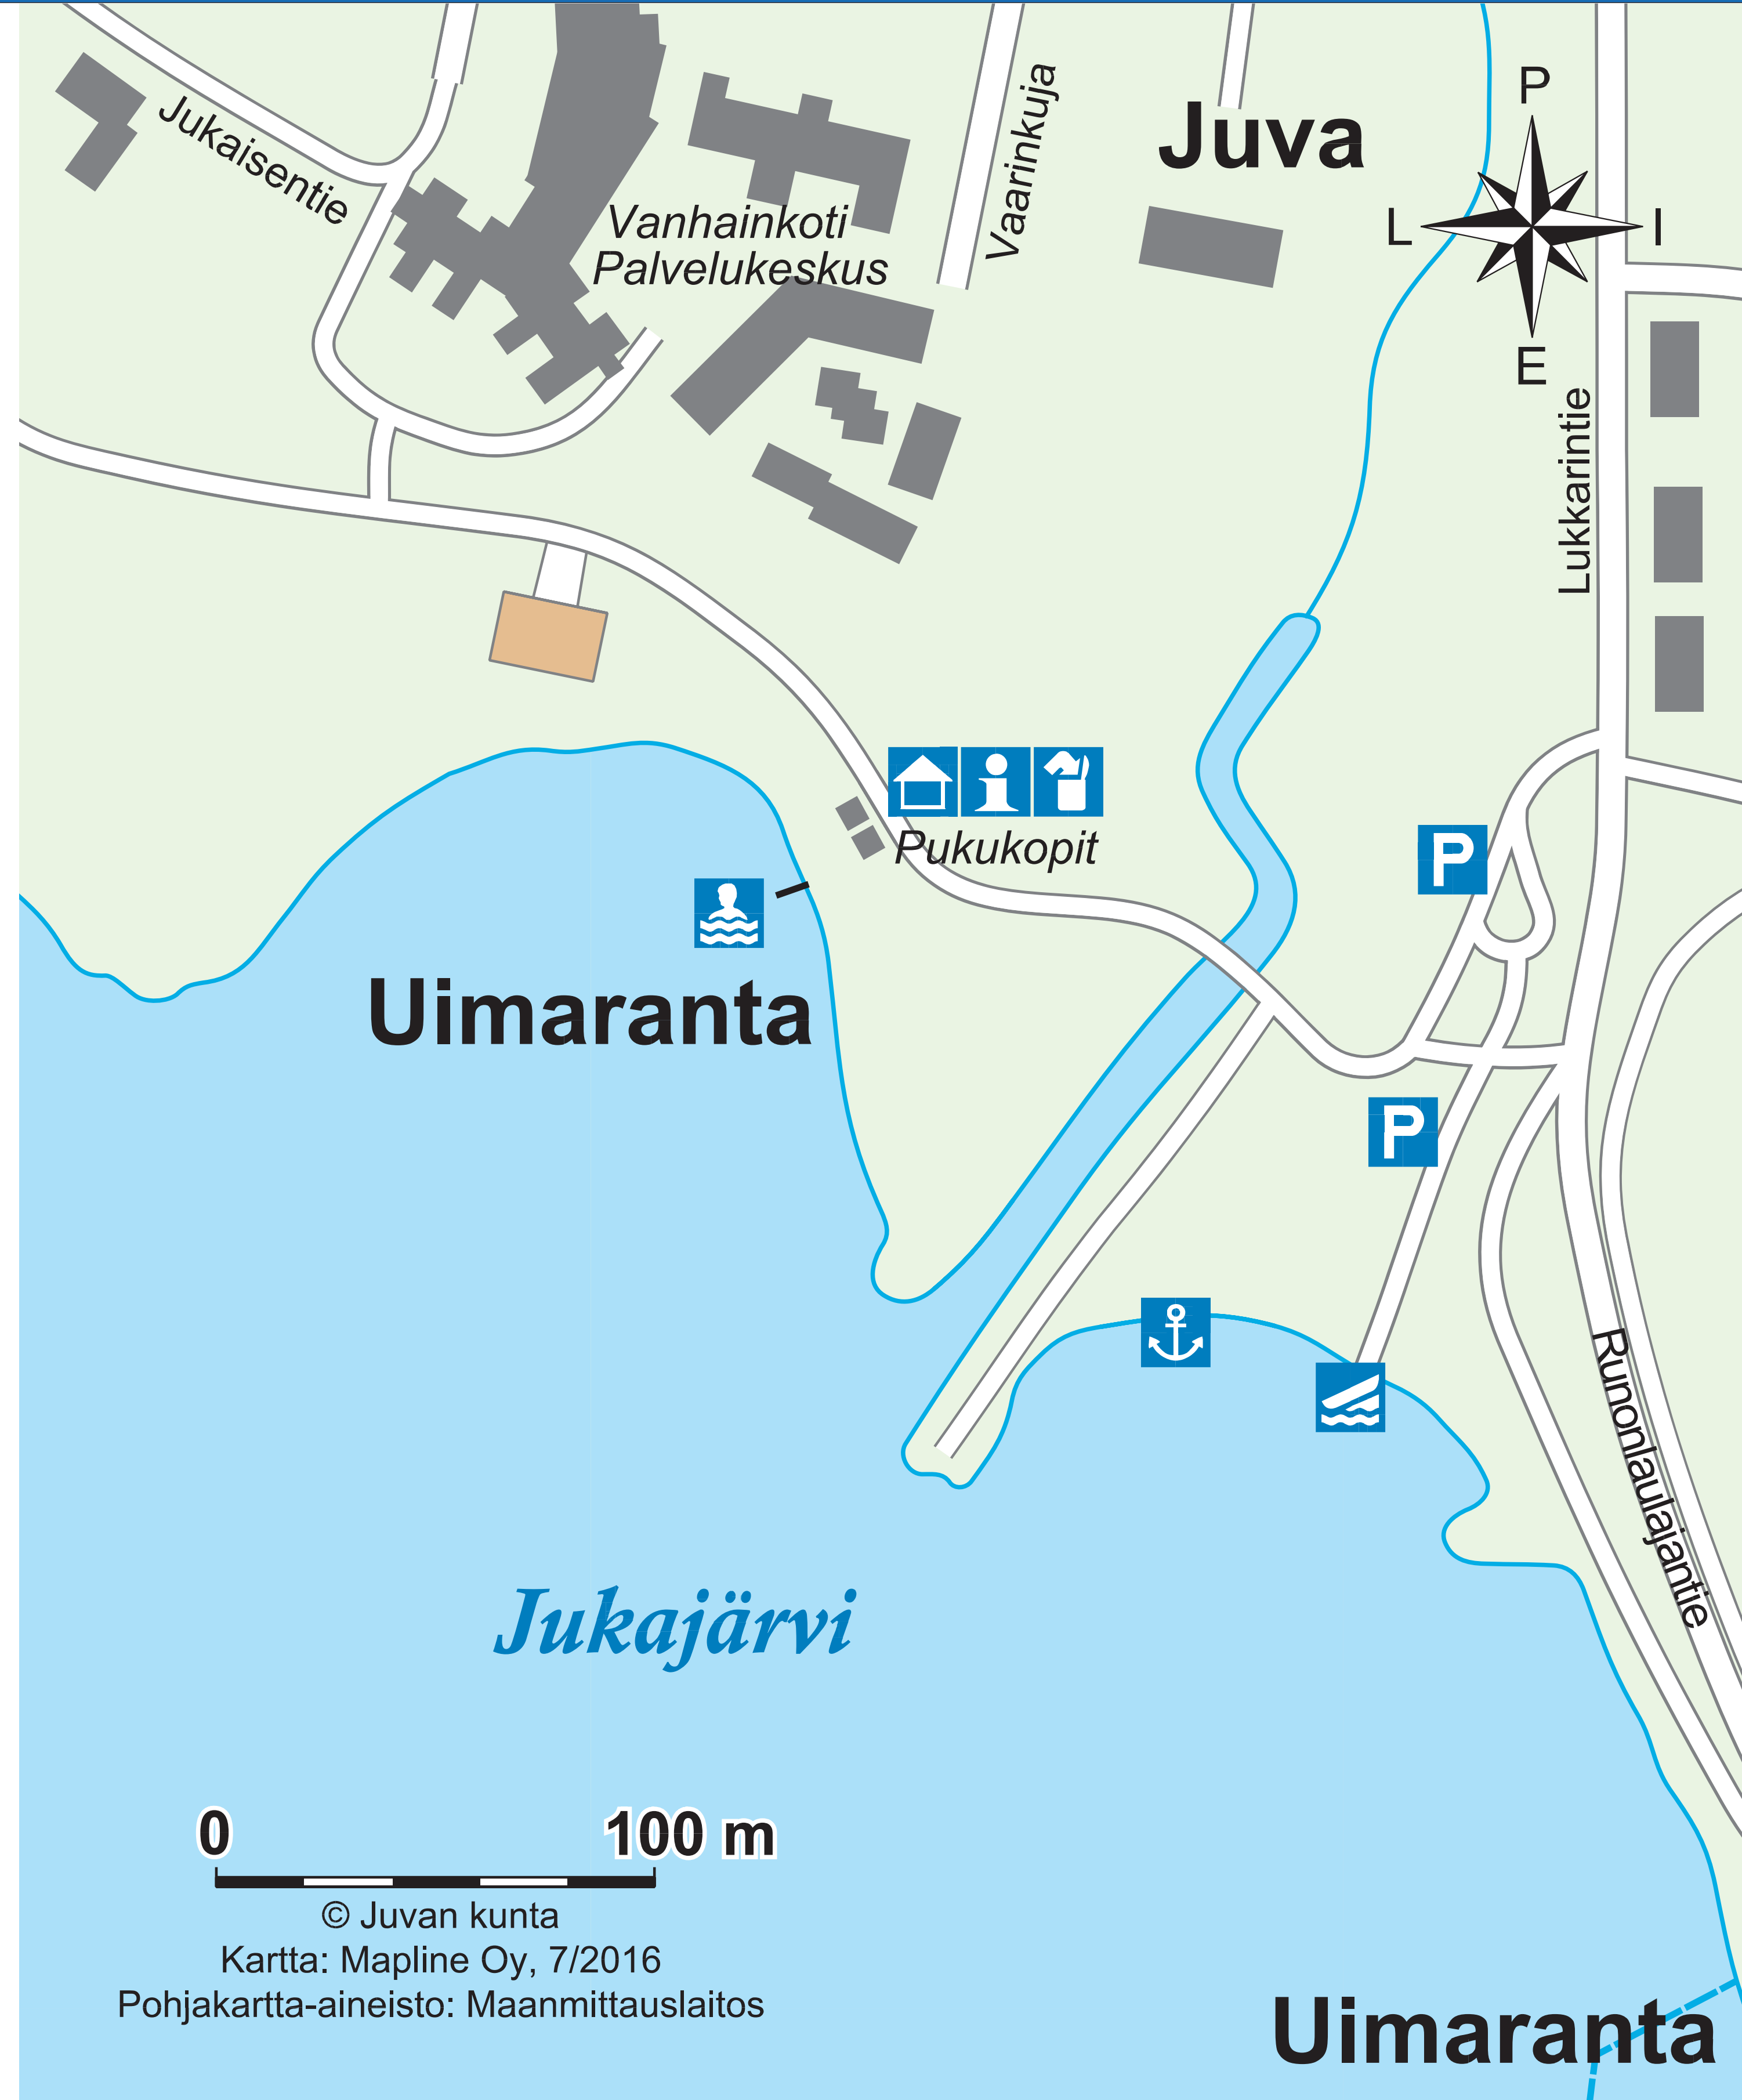 P
Juva
L
I
E
Jukaisentie
Vaarinkuja
Vanhainkoti
Palvelukeskus
Lukkarintie
Pukukopit
P
Uimaranta
P
Runonlaulajantie
Jukajärvi
0
100 m
© Juvan kunta
Kartta: Mapline Oy, 7/2016
Pohjakartta-aineisto: Maanmittauslaitos
Uimaranta